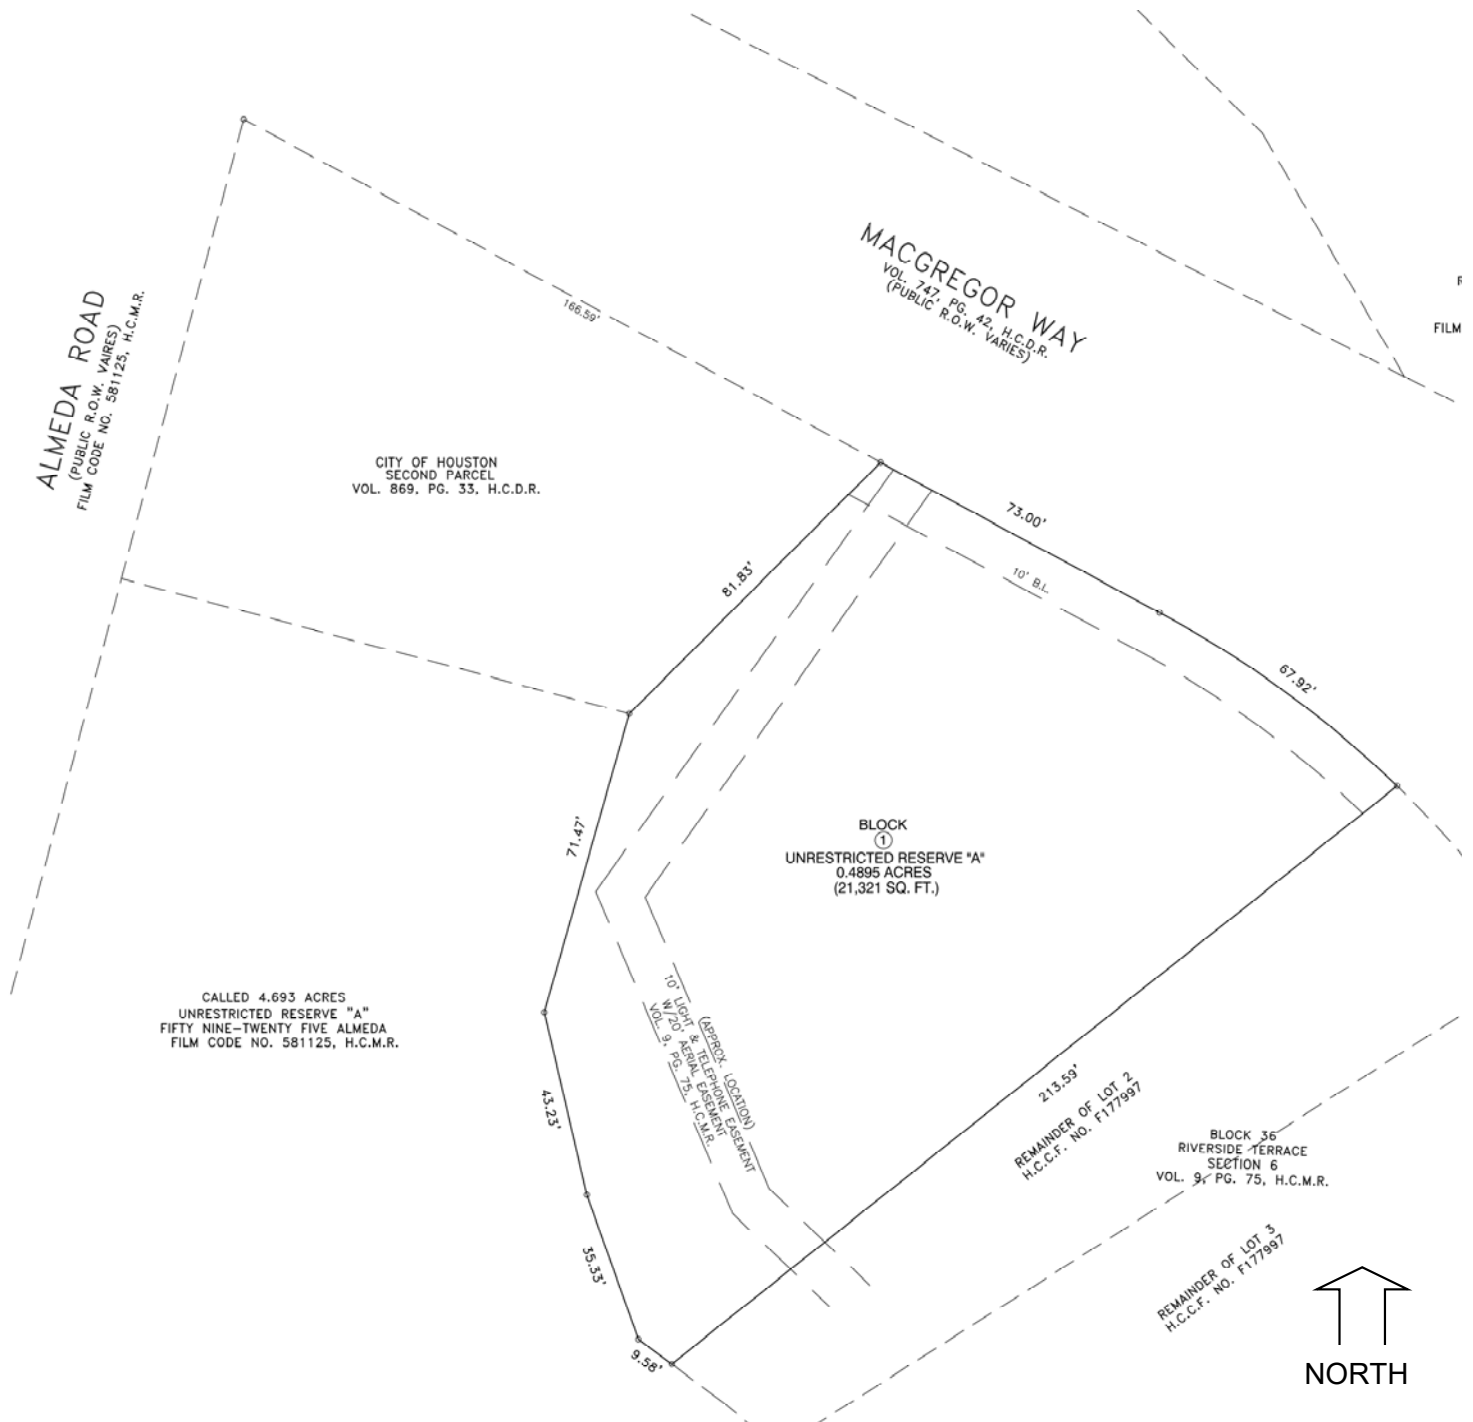 MACGREGOR WAY
VOL. 747, PG. 42, H.C.D.R.
(PUBLIC R.O.W. VARIES)
R
FILM
166.59'
ALMEDA ROAD
(PUBLIC R.O.W. VAIRES)
FILM CODE NO. 581125, H.C.M.R.
CITY OF HOUSTON
SECOND PARCEL
VOL. 869, PG. 33, H.C.D.R.
73.00'
10' B.L.
81.83'
67.92'
71.47'
BLOCK
1
UNRESTRICTED RESERVE "A"
0.4895 ACRES
(21,321 SQ. FT.)
CALLED 4.693 ACRES
UNRESTRICTED RESERVE "A"
FIFTY NINE-TWENTY FIVE ALMEDA
FILM CODE NO. 581125, H.C.M.R.
(APPROX. LOCATION)
10' LIGHT & TELEPHONE EASEMENT
W/20' AERIAL EASEMENT
VOL. 9, PG. 75, H.C.M.R.
43.23'
213.59'
REMAINDER OF LOT 2
H.C.C.F. NO. F177997
BLOCK 36
RIVERSIDE TERRACE
SECTION 6
VOL. 9, PG. 75, H.C.M.R.
35.33'
REMAINDER OF LOT 3
H.C.C.F. NO. F177997
9.58'
NORTH